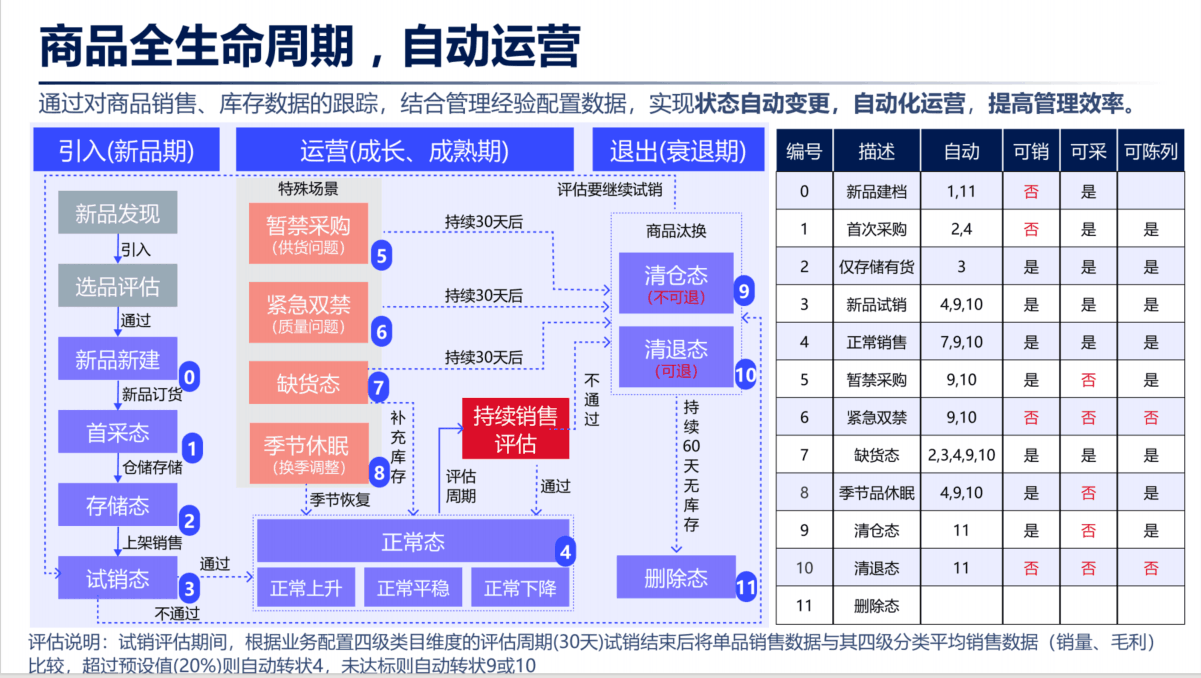 商品全生命周期，自动运营
通过对商品销售、库存数据的跟踪，结合管理经验配置数据，实现状态自动变更，自动化运营，提高管理效率。
引入(新品期)
新品发现
引入
选品评估
通过
新品新建
0
新品订货
首采态
1
仓储存储
存储态
2
上架销售
试销态
3
通过
不通过
运营(成长、成熟期)
特殊场景
暂禁采购
(供货问题)
5
持续30天后
紧急双禁
(质量问题)
6
持续30天后
缺货态
7
持续30天后
补充库存
季节休眠
(换季调整)
8
季节恢复
持续销售
评估
评估
周期
通过
不通过
正常态
4
正常上升
正常平稳
正常下降
退出(衰退期)
评估要继续试销
商品汰换
清仓态
(不可退)
9
清退态
(可退)
10
持续60天无库存
删除态
11
编号 描述 自动 可销 可采 可陈列
0 新品建档 1,11 否 是
1 首次采购 2,4 否 是 是
2 仅存储有货 3 是 是 是
3 新品试销 4,9,10 是 是 是
4 正常销售 7,9,10 是 是 是
5 暂禁采购 9,10 是 否 是
6 紧急双禁 9,10 否 否 否
7 缺货态 2,3,4,9,10 是 是 是
8 季节品休眠 4,9,10 是 否 是
9 清仓态 11 是 否 是
10 清退态 11 否 否 否
11 删除态
评估说明：试销评估期间，根据业务配置四级类目维度的评估周期(30天)试销结束后将单品销售数据与其四级分类平均销售数据（销量、毛利）
比较，超过预设值(20%)则自动转状4，未达标则自动转状9或10